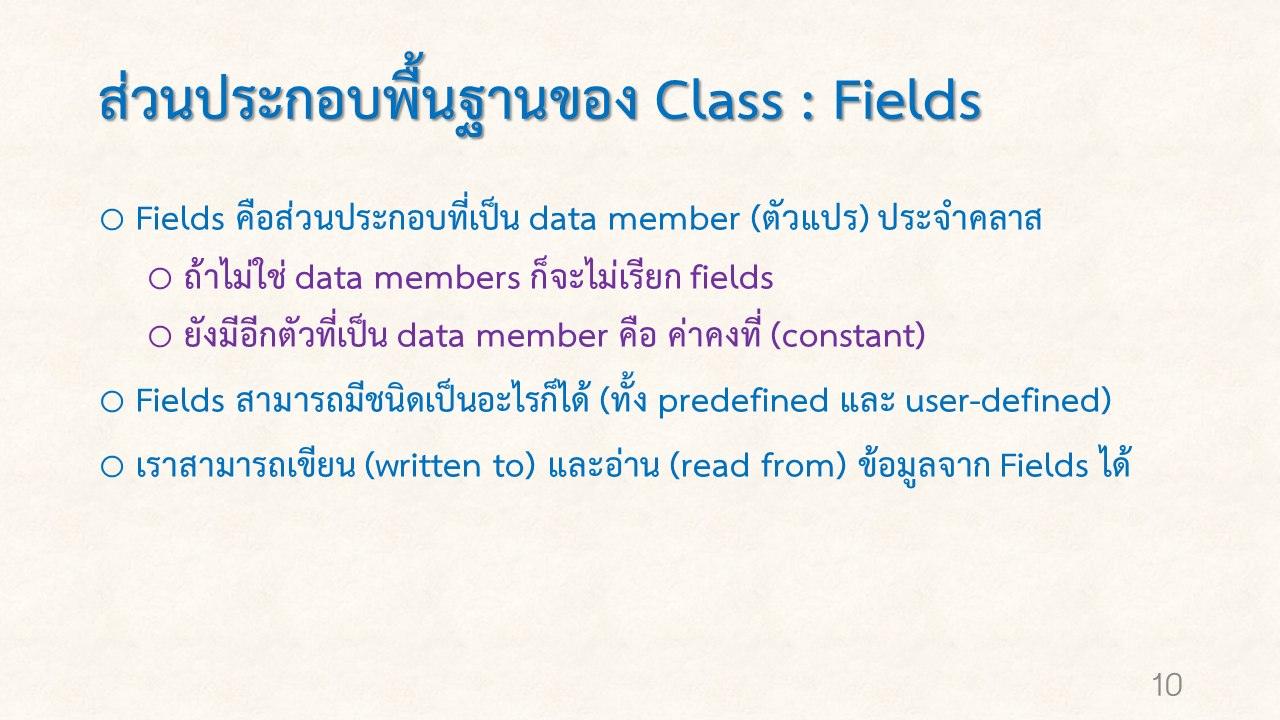 ส่วนประกอบพื้นฐานของ Class : Fields
○ Fields คือส่วนประกอบที่เป็น data member (ตัวแปร) ประจำคลาส
○ ถ้าไม่ใช่ data members ก็จะไม่เรียก fields
○ ยังมีอีกตัวที่เป็น data member คือ ค่าคงที่ (constant)
○ Fields สามารถมีชนิดเป็นอะไรก็ได้ (ทั้ง predefined และ user-defined)
○ เราสามารถเขียน (written to) และอ่าน (read from) ข้อมูลจาก Fields ได้
10